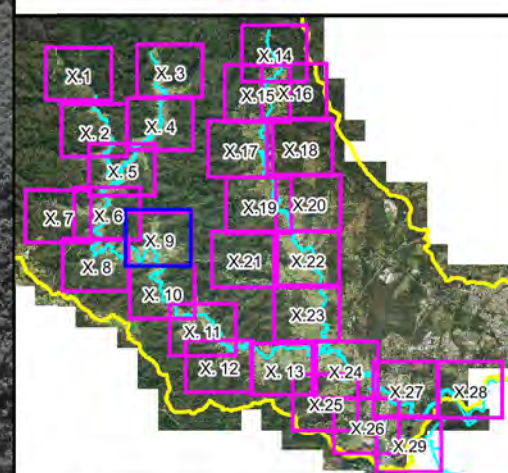 X.14
X.1
X. 3
X.15
X.16
X. 2
X. 4
X.17
X.18
X. 5
X. 7
X. 6
X.19
X.20
X. 9
X. 8
X.21
X.22
X. 10
X. 11
X.23
X. 12
X. 13
X.24
X.27
X.28
X.25
X.26
X.29